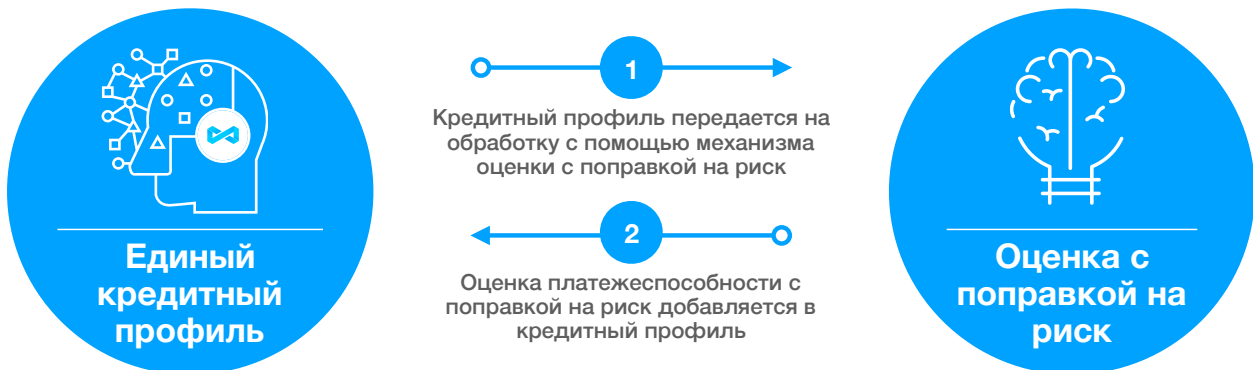 Единый
кредитный
профиль
1
Кредитный профиль передается на
обработку с помощью механизма
оценки с поправкой на риск
2
Оценка платежеспособности с
поправкой на риск добавляется в
кредитный профиль
Оценка с
поправкой на
риск